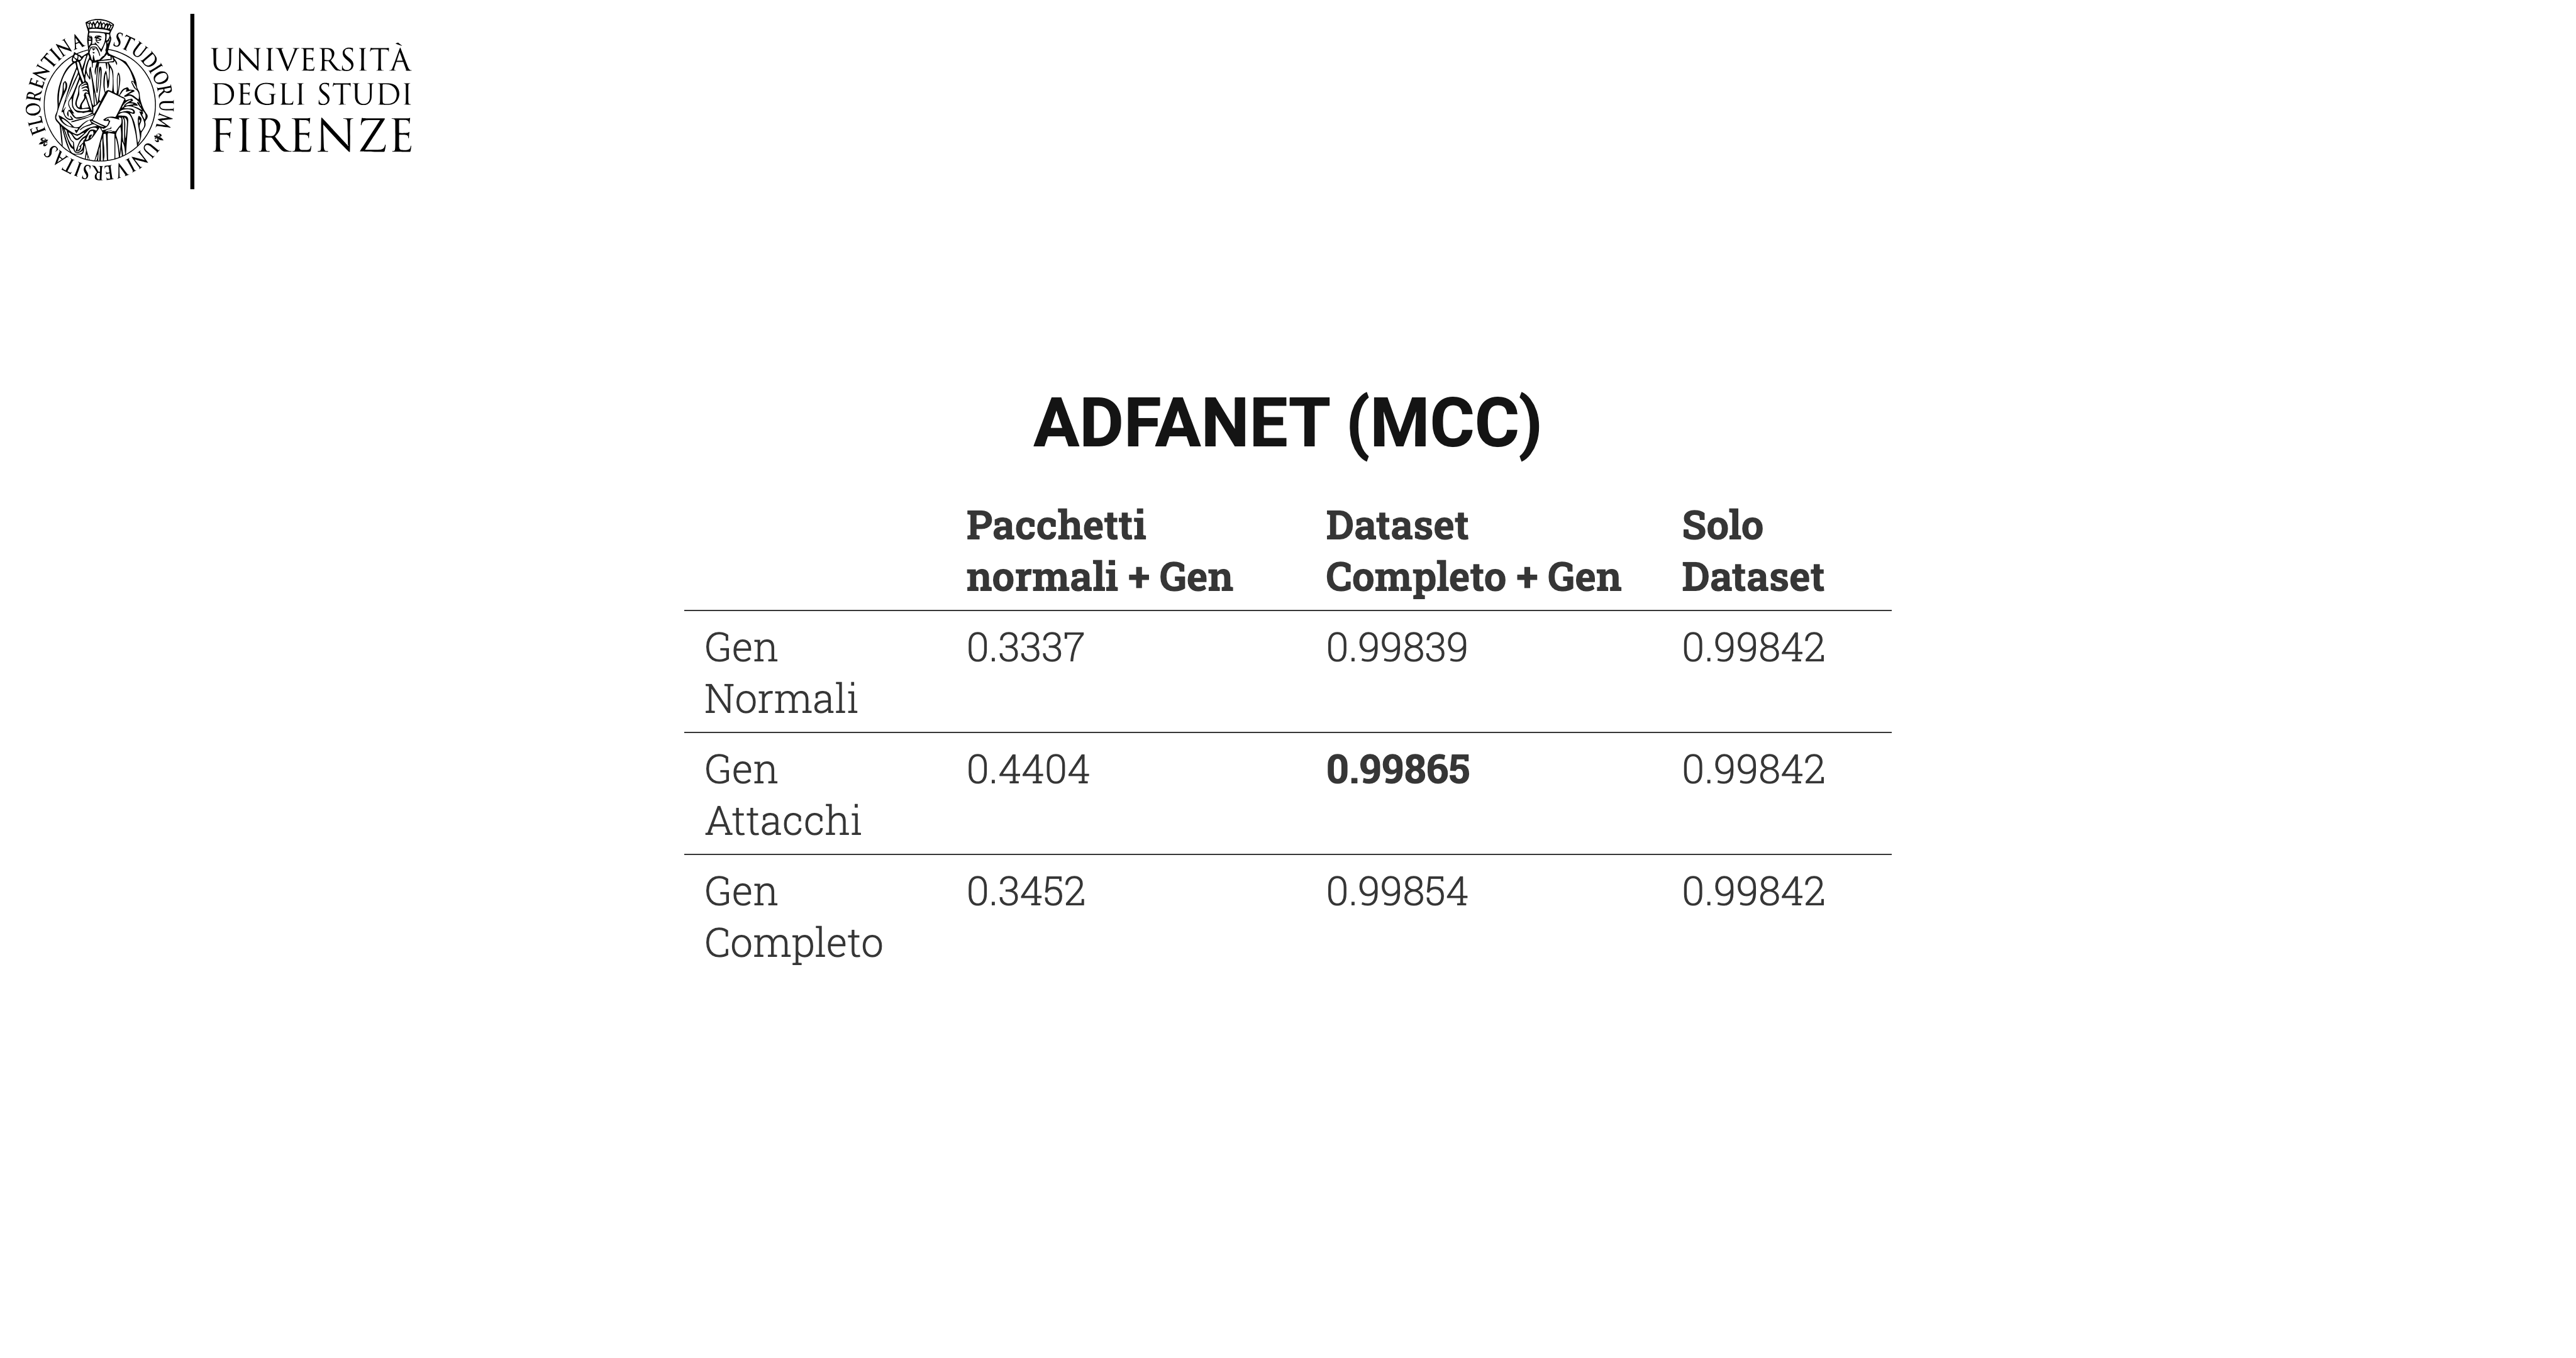 FLORENTINA STUDIORUM UNIVERSITAS
UNIVERSITÀ
DEGLI STUDI
FIRENZE
ADFANET (MCC)
Pacchetti normali + Gen Dataset Completo + Gen Solo Dataset
Gen Normali 0.3337 0.99839 0.99842
Gen Attacchi 0.4404 0.99865 0.99842
Gen Completo 0.3452 0.99854 0.99842